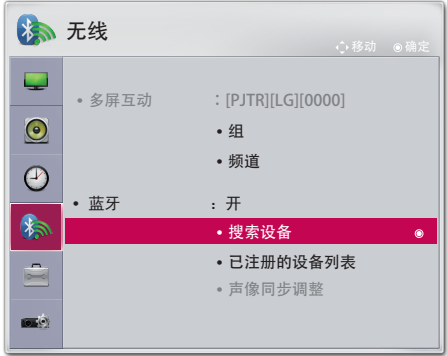 无线
移动 ◉确定
• 多屏互动 : [PJTR][LG][0000]
• 组
• 频道
• 蓝牙 : 开
• 搜索设备 ◉
• 已注册的设备列表
• 声像同步调整